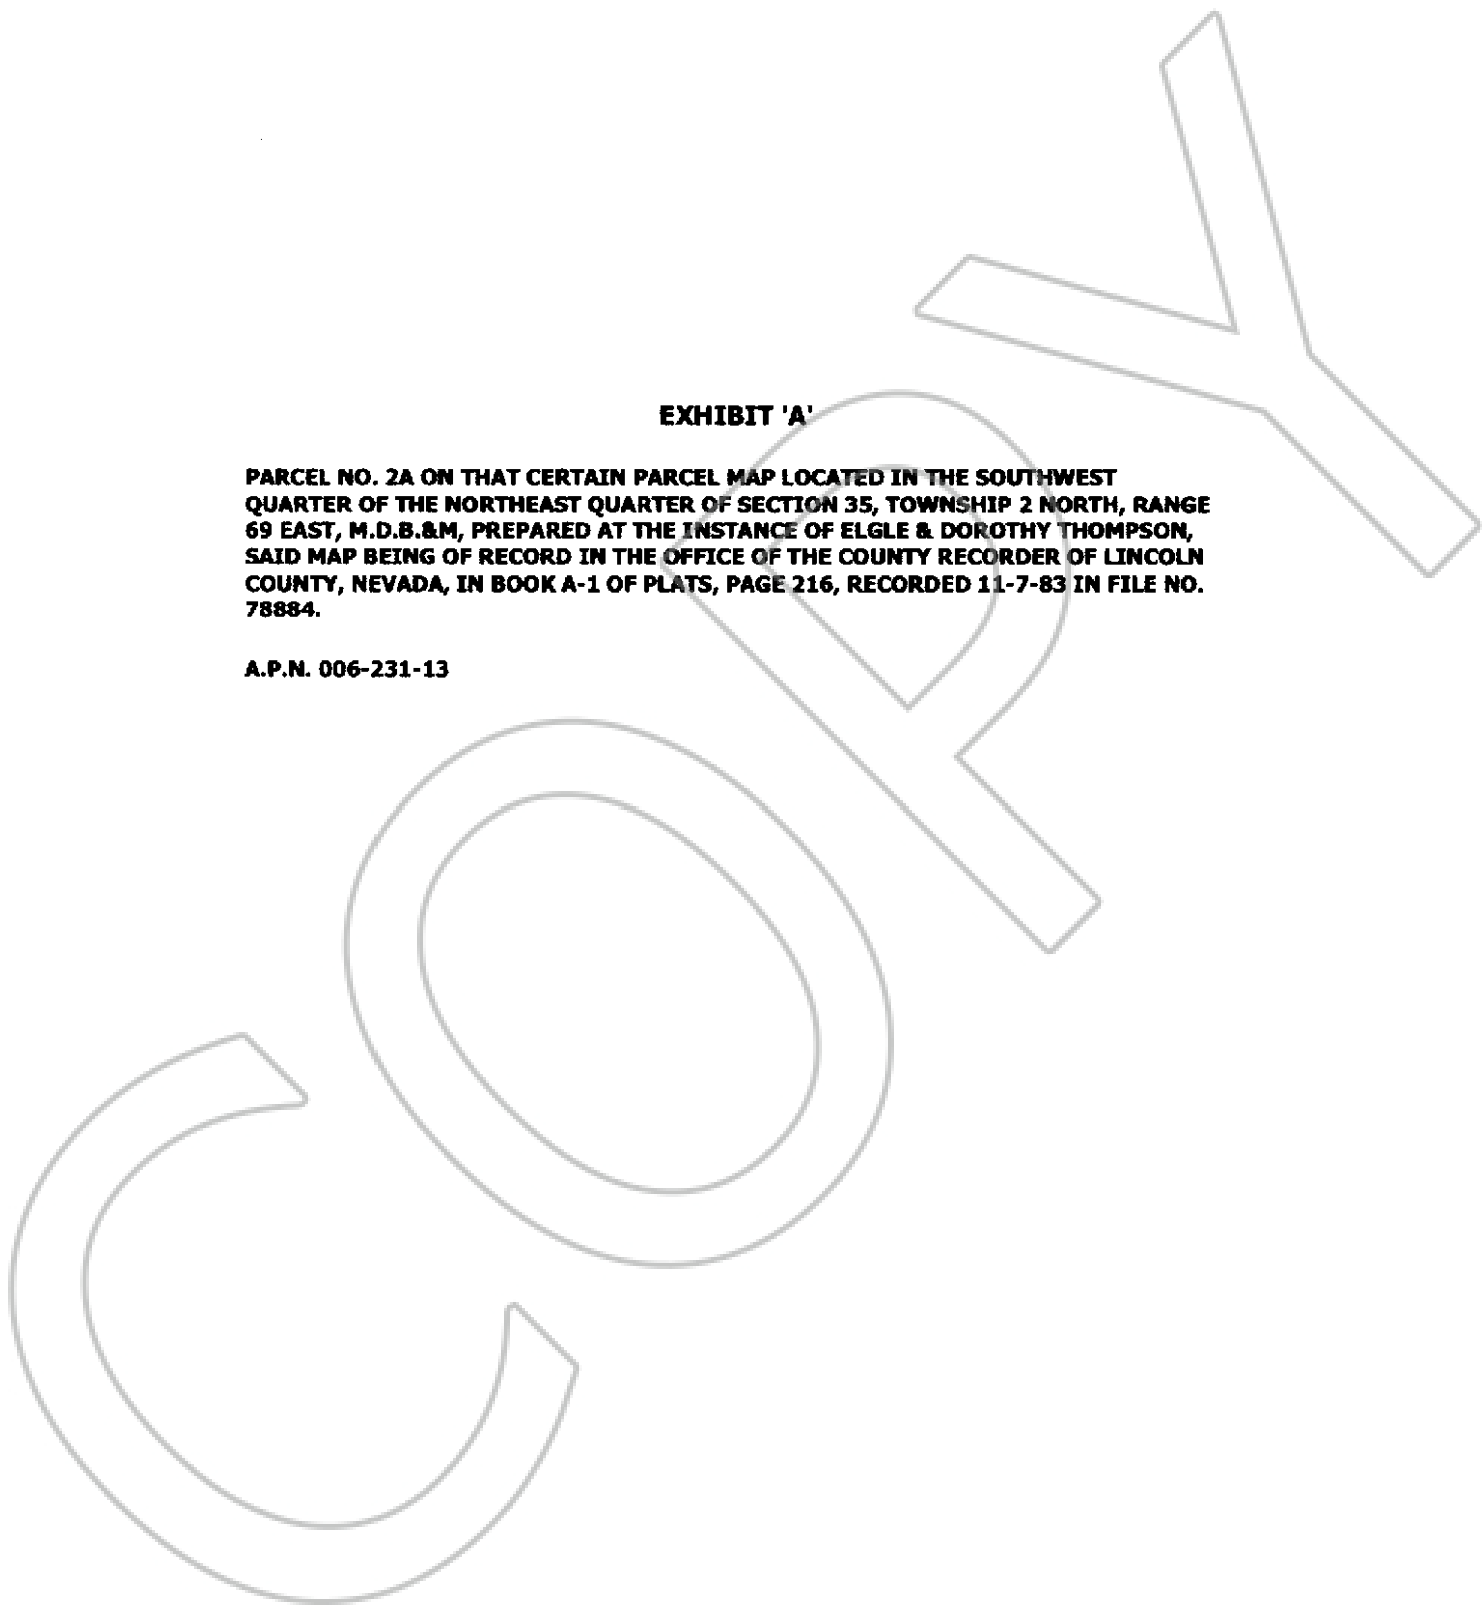 EXHIBIT 'A'
PARCEL NO. 2A ON THAT CERTAIN PARCEL MAP LOCATED IN THE SOUTHWEST
QUARTER OF THE NORTHEAST QUARTER OF SECTION 35, TOWNSHIP 2 NORTH, RANGE
69 EAST, M.D.B.&M, PREPARED AT THE INSTANCE OF ELGLE & DOROTHY THOMPSON,
SAID MAP BEING OF RECORD IN THE OFFICE OF THE COUNTY RECORDER OF LINCOLN
COUNTY, NEVADA, IN BOOK A-1 OF PLATS, PAGE 216, RECORDED 11-7-83 IN FILE NO.
78884.
A.P.N. 006-231-13
COPY